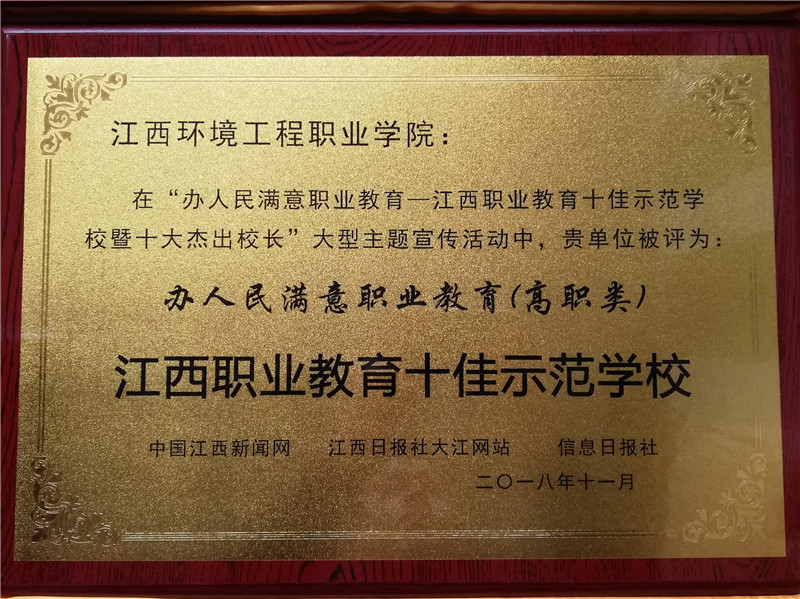 江西环境工程职业学院：
在“办人民满意职业教育—江西职业教育十佳示范学
校暨十大杰出校长”大型主题宣传活动中，贵单位被评为：
办人民满意职业教育(高职类)
江西职业教育十佳示范学校
中国江西新闻网 江西日报社大江网站 信息日报社
二〇一八年十一月